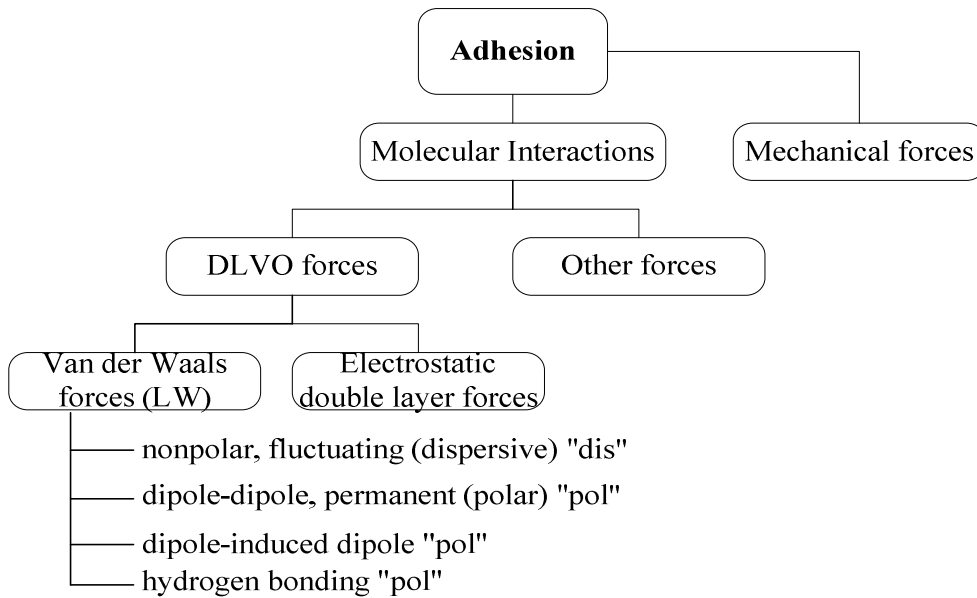 Adhesion
Molecular Interactions
Mechanical forces
DLVO forces
Other forces
Van der Waals
forces (LW)
Electrostatic
double layer forces
nonpolar, fluctuating (dispersive) "dis"
dipole-dipole, permanent (polar) "pol"
dipole-induced dipole "pol"
hydrogen bonding "pol"